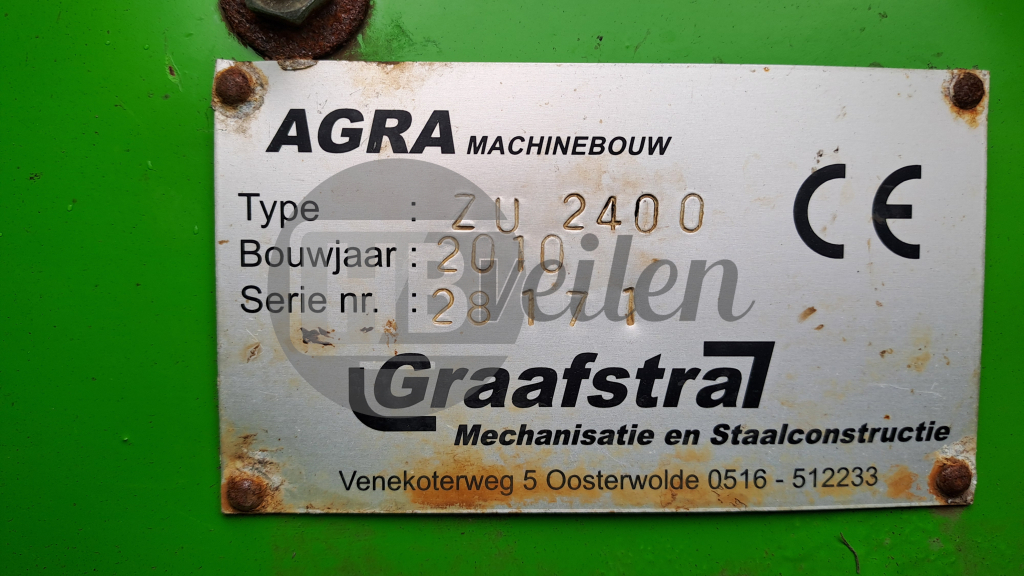 AGRA MACHINEBOUW
CE
Type : ZU 2400
Bouwjaar : 2010
Serie nr. : 28171
Veilen
Graafstra
Mechanisatie en Staalconstructie
Venekoterweg 5 Oosterwolde 0516 - 512233